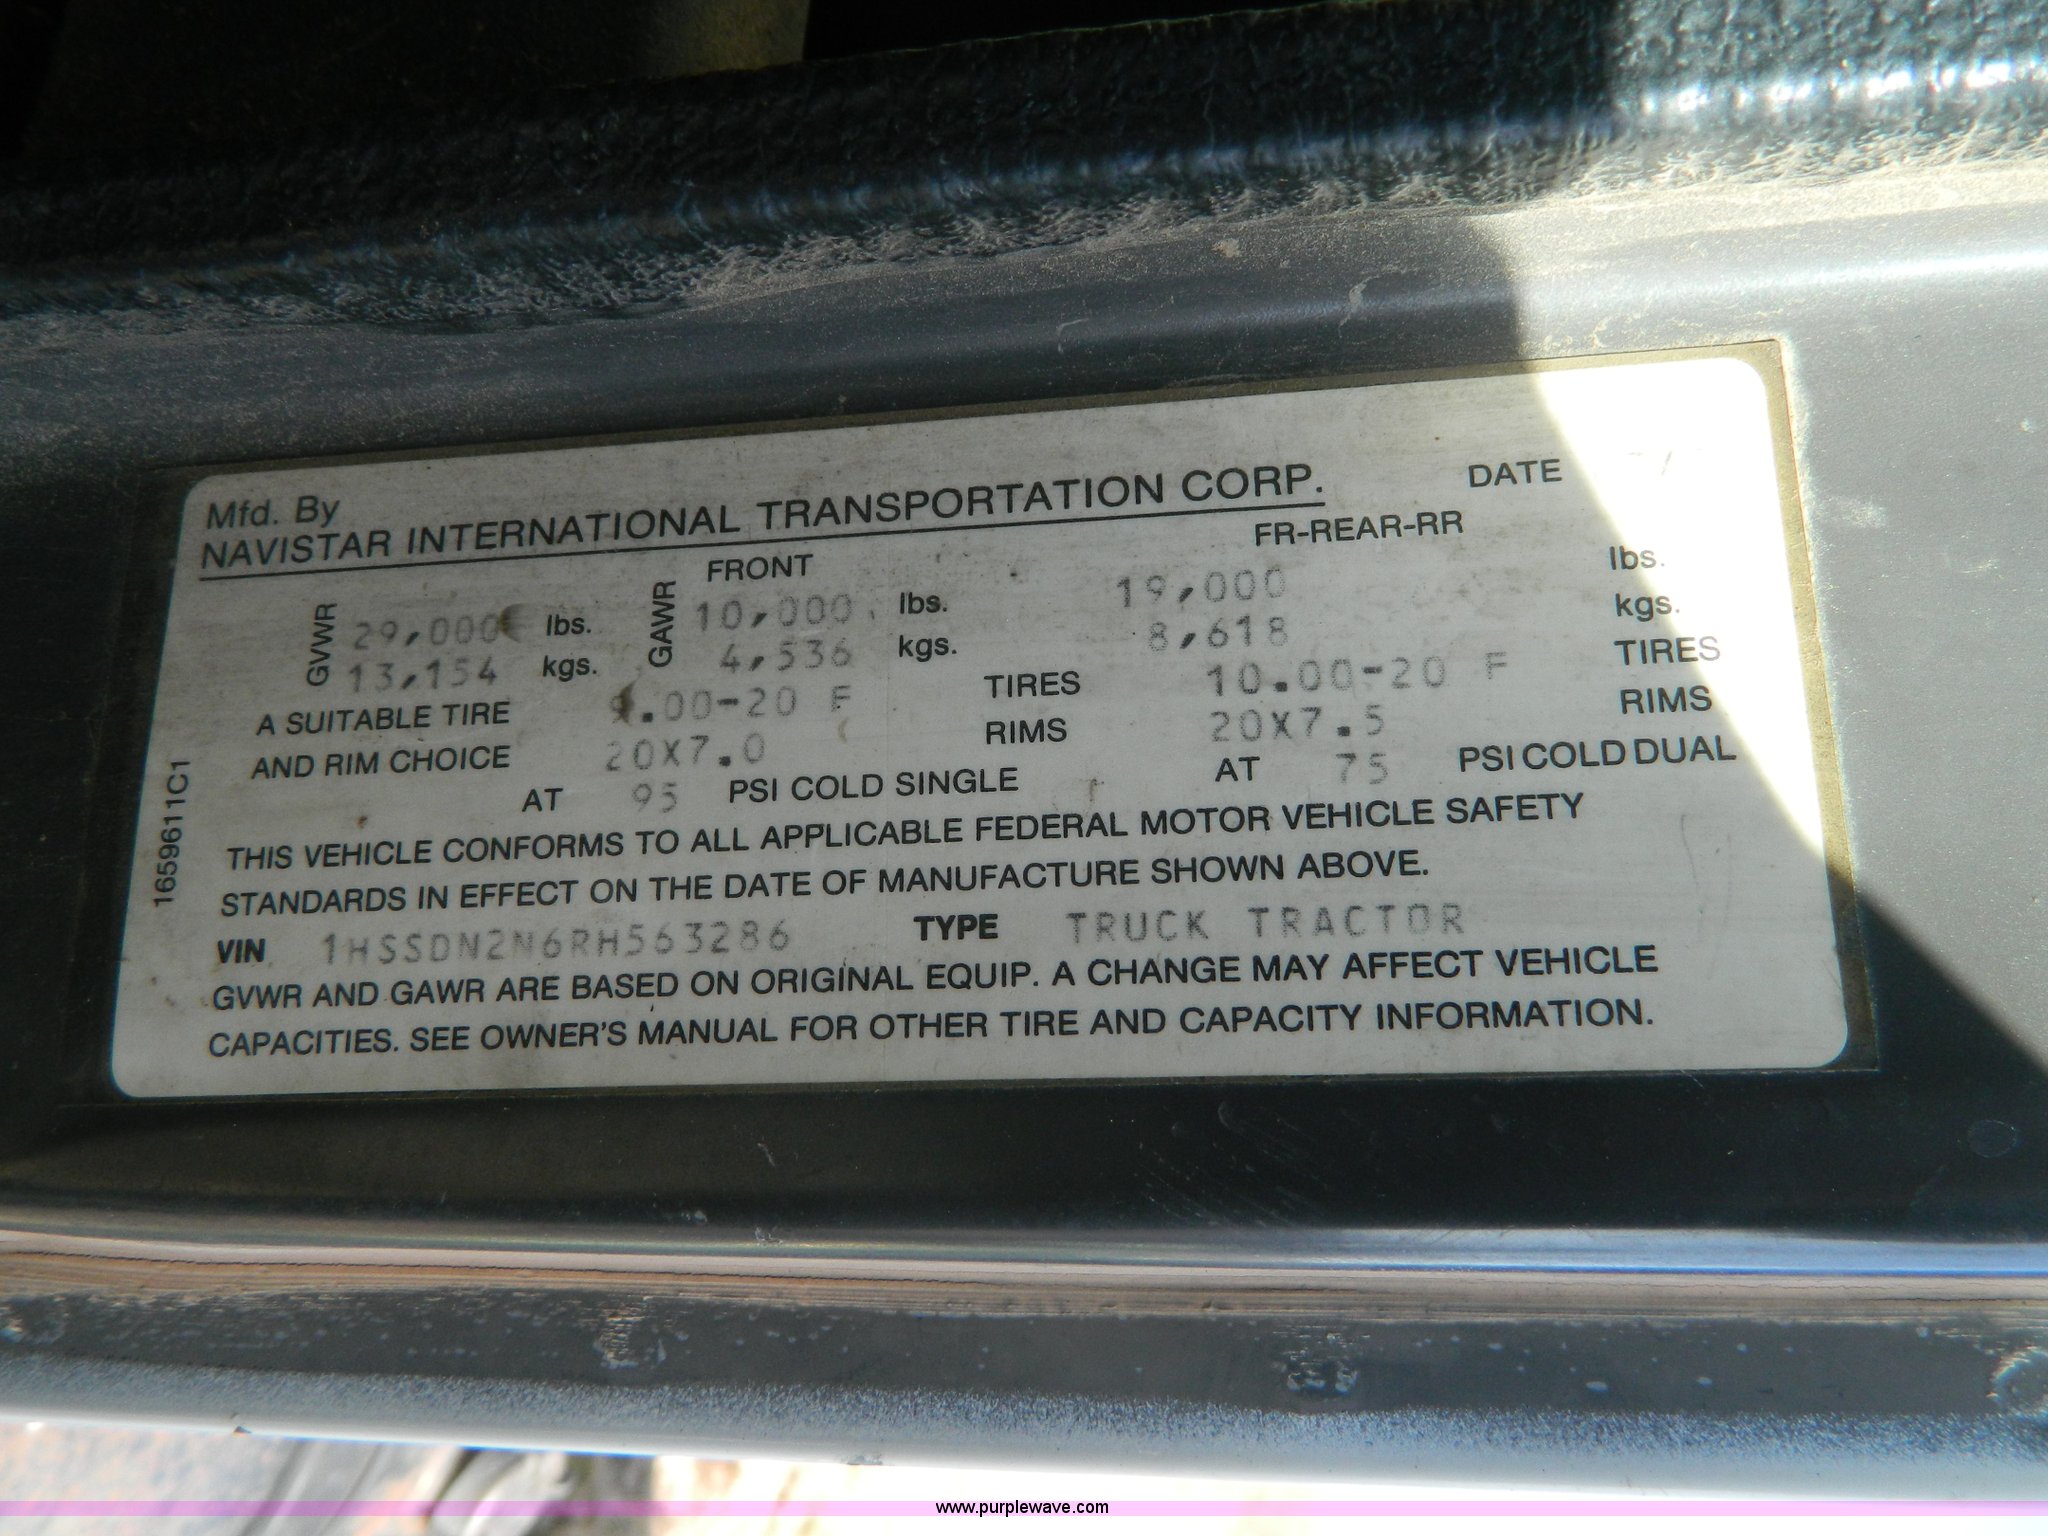 Mfd. By
NAVISTAR INTERNATIONAL TRANSPORTATION CORP. DATE
FRONT FR-REAR-RR
GVWR 29,000 lbs. GAWR 10,000 lbs. 19,000 lbs.
13,154 kgs. 4,536 kgs. 8,618 kgs.
A SUITABLE TIRE 9.00-20 F TIRES 10.00-20 F TIRES
AND RIM CHOICE 20X7.0 RIMS 20X7.5 RIMS
AT 95 PSI COLD SINGLE AT 75 PSI COLD DUAL
THIS VEHICLE CONFORMS TO ALL APPLICABLE FEDERAL MOTOR VEHICLE SAFETY
STANDARDS IN EFFECT ON THE DATE OF MANUFACTURE SHOWN ABOVE.
VIN 1HSSDN2N6RH563286 TYPE TRUCK TRACTOR
GVWR AND GAWR ARE BASED ON ORIGINAL EQUIP. A CHANGE MAY AFFECT VEHICLE
CAPACITIES. SEE OWNER'S MANUAL FOR OTHER TIRE AND CAPACITY INFORMATION.
1659611C1
www.purplewave.com